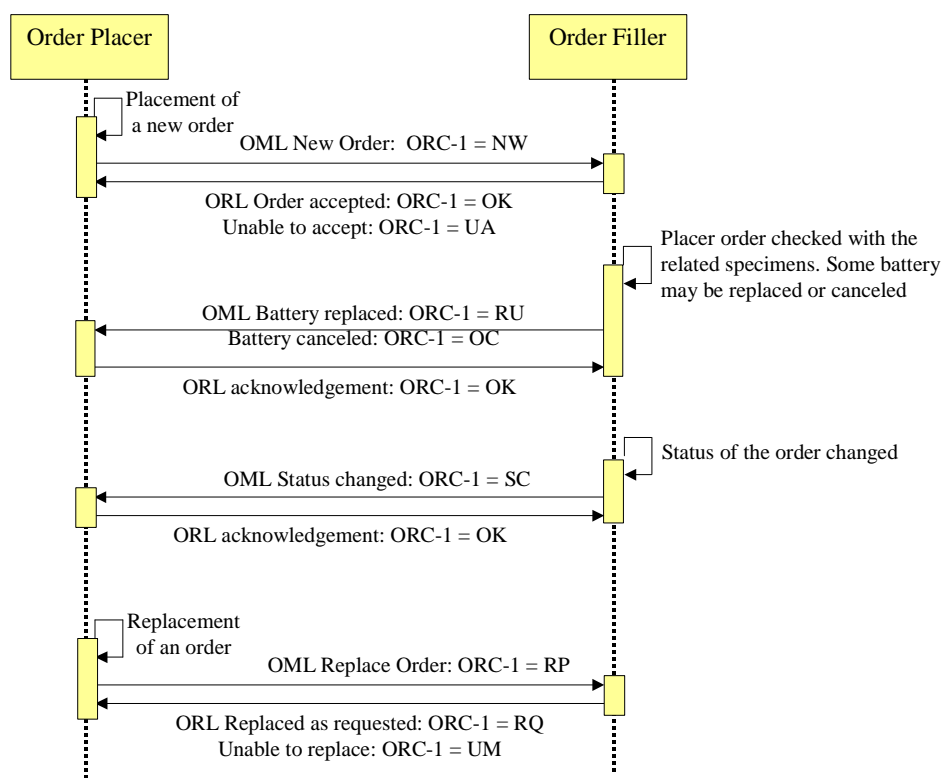 Order Placer
Order Filler
Placement of
a new order
OML New Order:  ORC-1 = NW
ORL Order accepted: ORC-1 = OK
Unable to accept: ORC-1 = UA
Placer order checked with the
related specimens. Some battery
may be replaced or canceled
OML Battery replaced: ORC-1 = RU
Battery canceled: ORC-1 = OC
ORL acknowledgement: ORC-1 = OK
Status of the order changed
OML Status changed: ORC-1 = SC
ORL acknowledgement: ORC-1 = OK
Replacement
of an order
OML Replace Order: ORC-1 = RP
ORL Replaced as requested: ORC-1 = RQ
Unable to replace: ORC-1 = UM